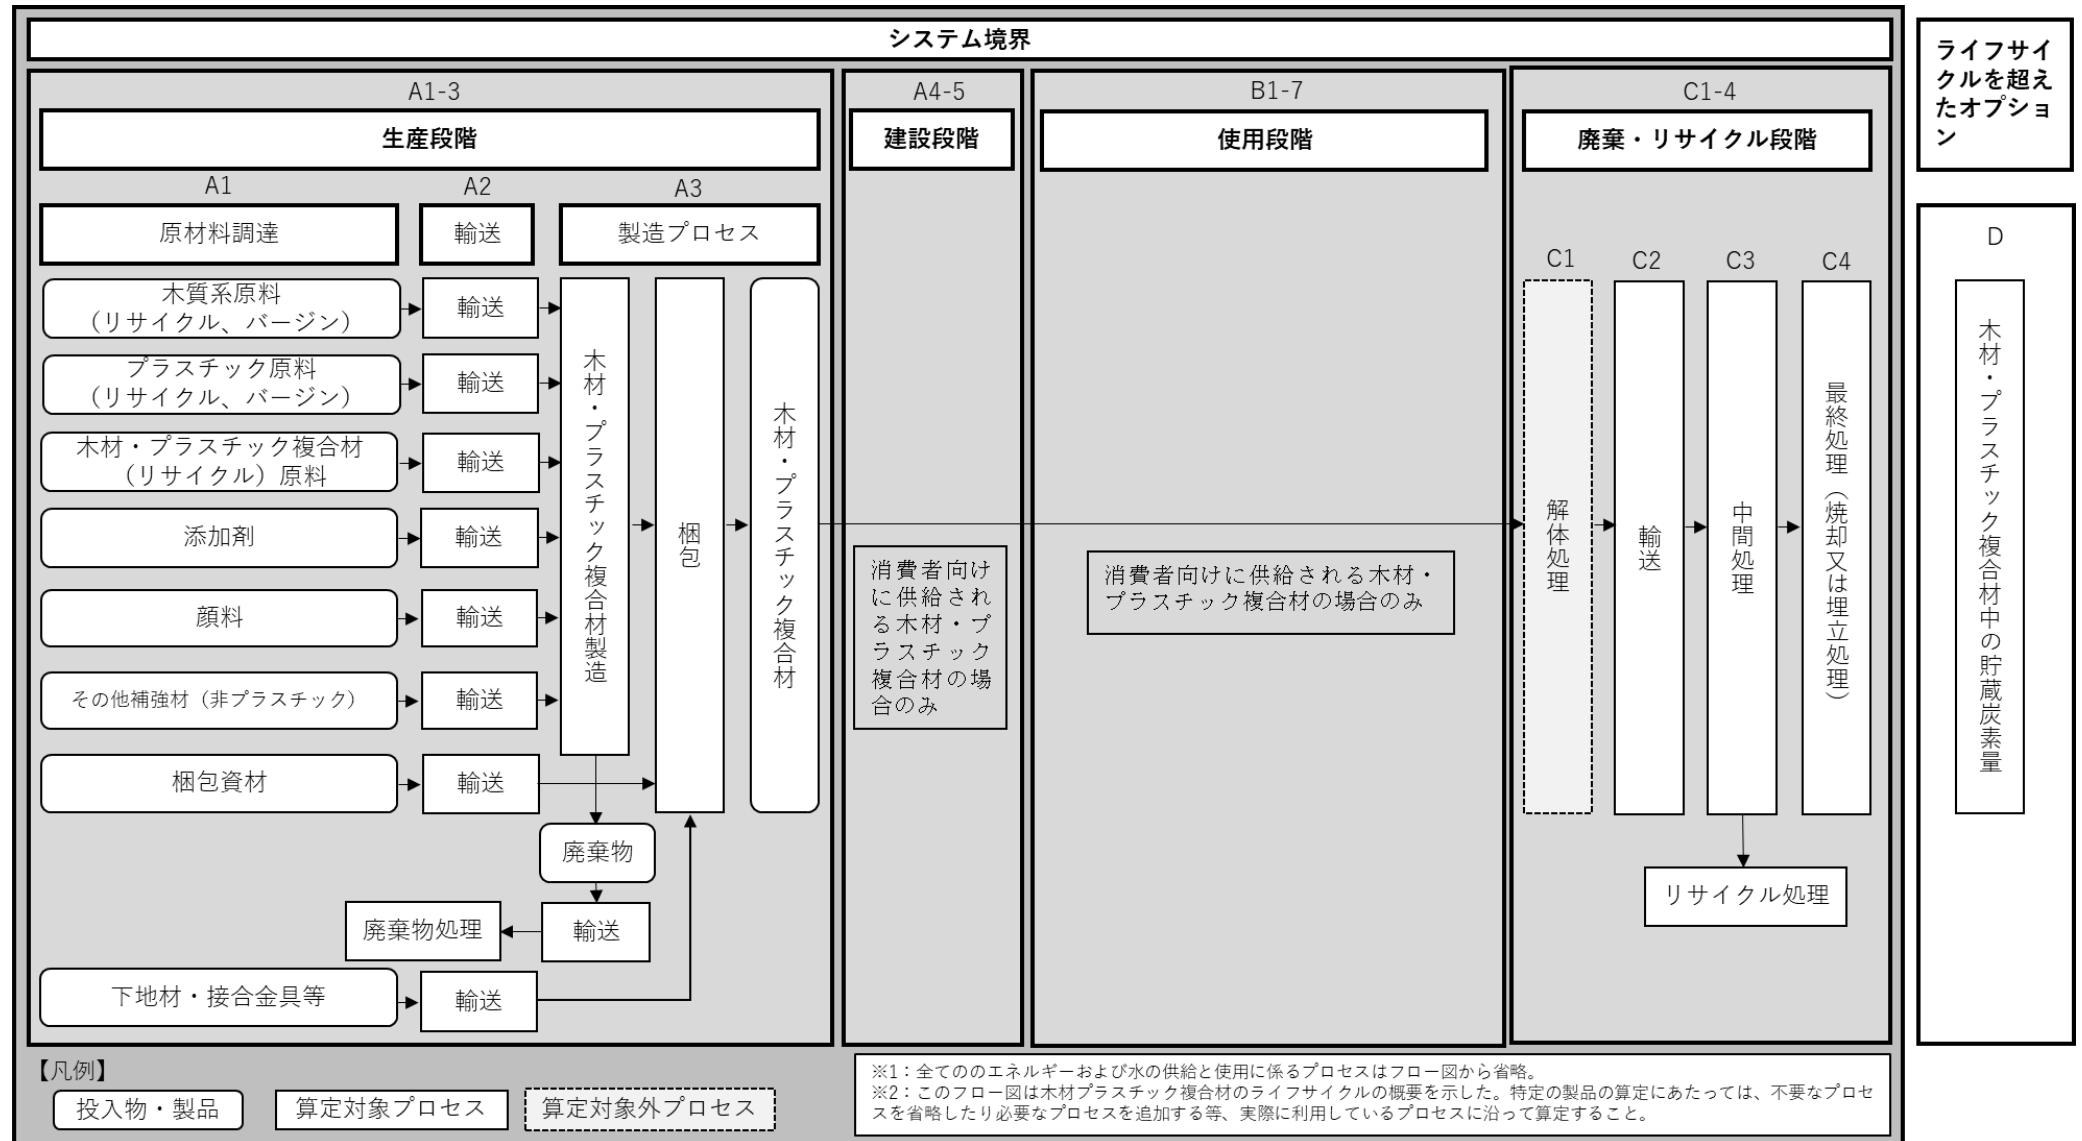 システム境界
A1-3
生産段階
A1
A2
A3
原材料調達
輸送
製造プロセス
木質系原料
（リサイクル、バージン）
輸送
プラスチック原料
（リサイクル、バージン）
輸送
木材・プラスチック複合材
（リサイクル）原料
輸送
添加剤
輸送
顔料
輸送
その他補強材（非プラスチック）
輸送
梱包資材
輸送
木材・プラスチック複合材製造
梱包
木材・プラスチック複合材
廃棄物
廃棄物処理
輸送
下地材・接合金具等
輸送
A4-5
建設段階
消費者向け
に供給され
る木材・プ
ラスチック
複合材の場
合のみ
B1-7
使用段階
消費者向けに供給される木材・
プラスチック複合材の場合のみ
C1-4
廃棄・リサイクル段階
C1
C2
C3
C4
解体処理
輸送
中間処理
最終処理（焼却又は埋立処理）
リサイクル処理
ライフサイ
クルを超え
たオプショ
ン
D
木材・プラスチック複合材中の貯蔵炭素量
【凡例】
投入物・製品
算定対象プロセス
算定対象外プロセス
※1：全てののエネルギーおよび水の供給と使用に係るプロセスはフロー図から省略。
※2：このフロー図は木材プラスチック複合材のライフサイクルの概要を示した。特定の製品の算定にあたっては、不要なプロセ
スを省略したり必要なプロセスを追加する等、実際に利用しているプロセスに沿って算定すること。